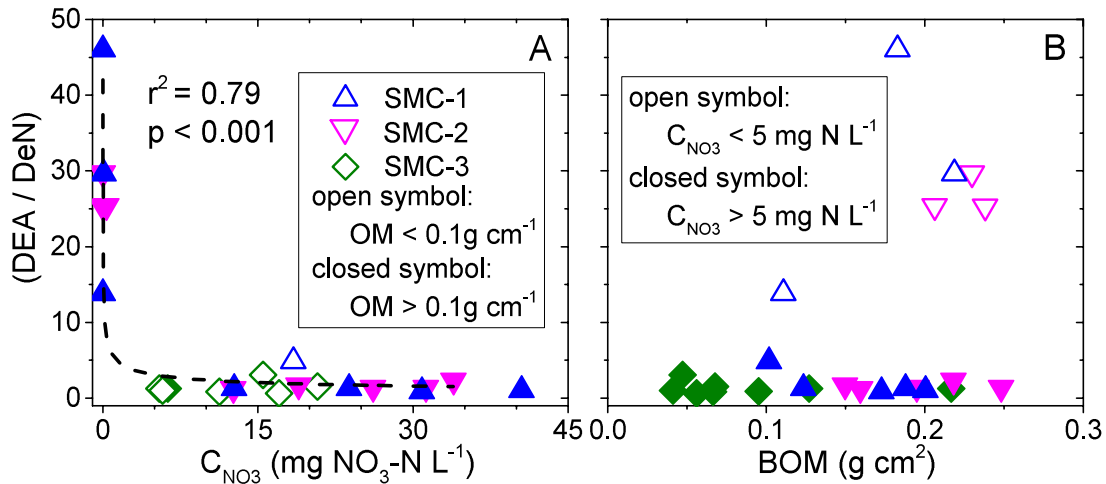 A
r² = 0.79
p < 0.001
SMC-1
SMC-2
SMC-3
open symbol:
OM < 0.1g cm⁻¹
closed symbol:
OM > 0.1g cm⁻¹
50
40
30
20
10
0
(DEA / DeN)
0 15 30 45
C_NO3 (mg NO₃-N L⁻¹)
B
open symbol:
C_NO3 < 5 mg N L⁻¹
closed symbol:
C_NO3 > 5 mg N L⁻¹
0.0 0.1 0.2 0.3
BOM (g cm²)